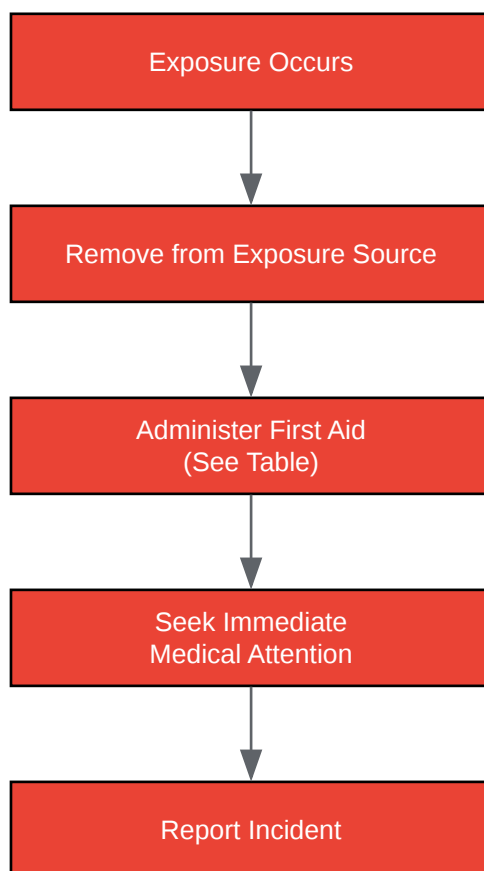 Exposure Occurs
Remove from Exposure Source
Administer First Aid
(See Table)
Seek Immediate
Medical Attention
Report Incident